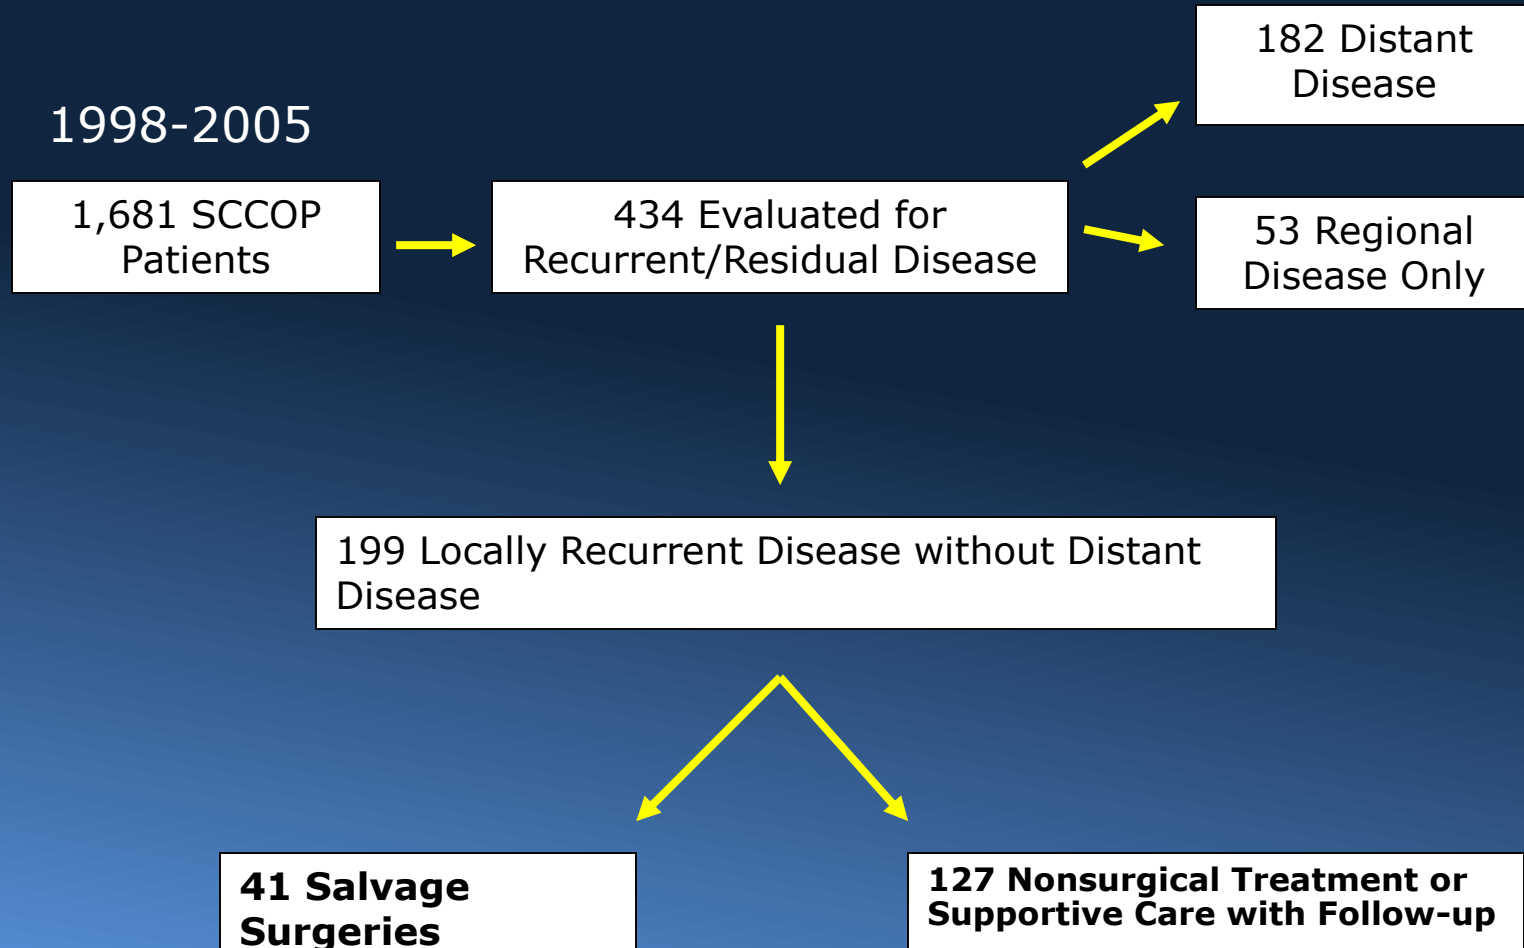 1998-2005
1,681 SCCOP
Patients
434 Evaluated for
Recurrent/Residual Disease
182 Distant
Disease
53 Regional
Disease Only
199 Locally Recurrent Disease without Distant
Disease
41 Salvage
Surgeries
127 Nonsurgical Treatment or
Supportive Care with Follow-up